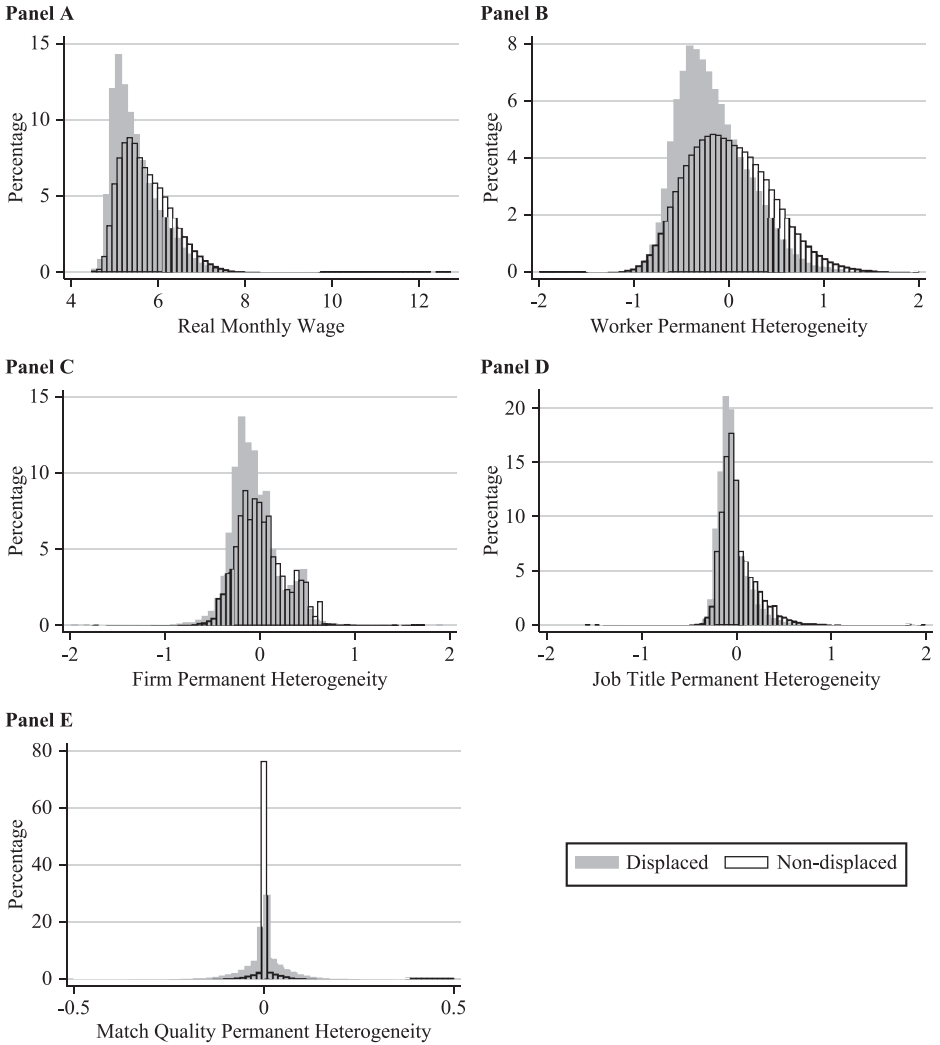 Panel A
Percentage
15
10
5
0
4 6 8 10 12
Real Monthly Wage
Panel B
Percentage
8
6
4
2
0
-2 -1 0 1 2
Worker Permanent Heterogeneity
Panel C
Percentage
15
10
5
0
-2 -1 0 1 2
Firm Permanent Heterogeneity
Panel D
Percentage
20
15
10
5
0
-2 -1 0 1 2
Job Title Permanent Heterogeneity
Panel E
Percentage
80
60
40
20
0
-0.5 0 0.5
Match Quality Permanent Heterogeneity
Displaced Non-displaced